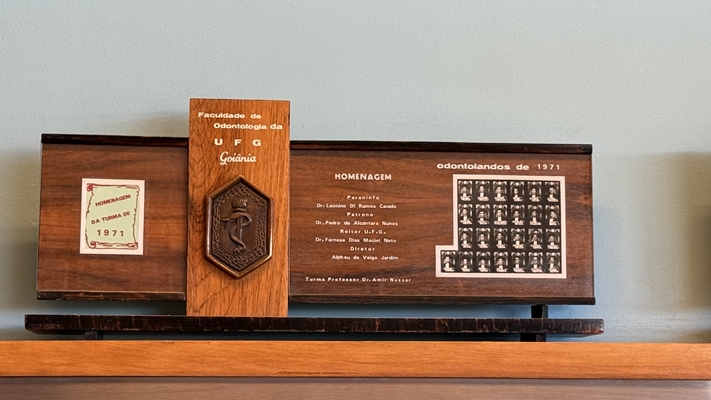 Faculdade de
Odontologia da
U F G
Goiânia
HOMENAGEM
DA TURMA DE
1971
HOMENAGEM
Paraninfo
Dr. Leonino Di Ramos Caiado
Patrono
Dr. Pedro de Alcantara Nunes
Reitor U.F.G.
Dr. Farnese Dias Maciel Neto
Diretor
Alpheu da Veiga Jardim
Turma Professor Dr. Amir Nassar
odontolandos de 1971